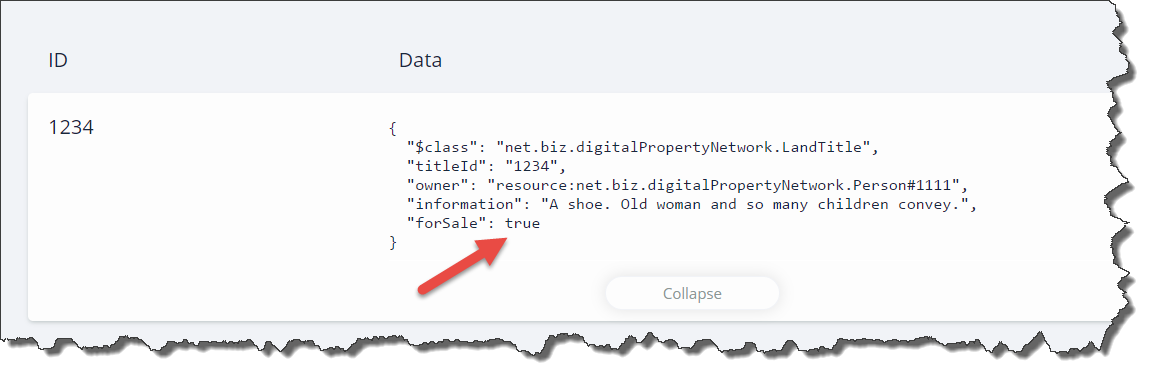 ID
Data
1234
{
"$class": "net.biz.digitalPropertyNetwork.LandTitle",
"titleId": "1234",
"owner": "resource:net.biz.digitalPropertyNetwork.Person#1111",
"information": "A shoe. Old woman and so many children convey.",
"forSale": true
}
Collapse